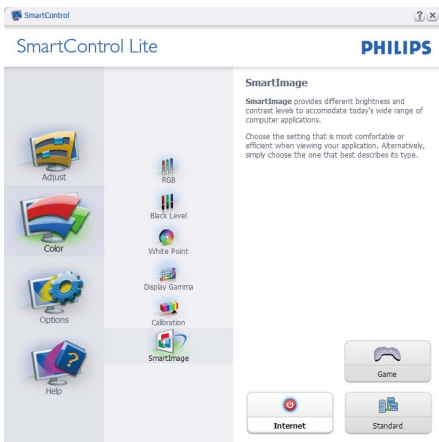 SmartControl
SmartControl Lite
PHILIPS
Adjust
Color
Options
Help
RGB
Black Level
White Point
Display Gamma
Calibration
SmartImage
SmartImage
SmartImage provides different brightness and
contrast levels to accomodate today's wide range of
computer applications.
Choose the setting that is most comfortable or
efficient when viewing your application. Alternatively,
simply choose the one that best describes its type.
Game
Internet
Standard